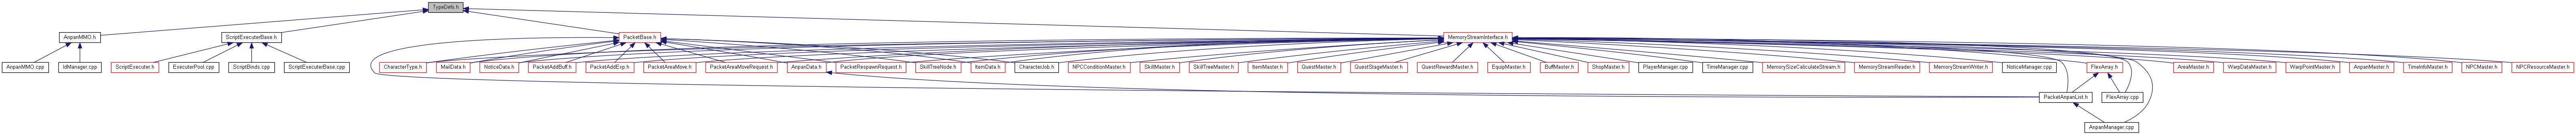 TypeDefs.h
AnpanMMO.h
ScriptExecuterBase.h
PacketBase.h
MemoryStreamInterface.h
AnpanMMO.cpp
IdManager.cpp
ScriptExecuter.h
ExecuterPool.cpp
ScriptBinds.cpp
ScriptExecuterBase.cpp
CharacterType.h
MailData.h
NoticeData.h
PacketAddBuff.h
PacketAddExp.h
PacketAreaMove.h
PacketAreaMoveRequest.h
AnpanData.h
PacketRespawnRequest.h
SkillTreeNode.h
ItemData.h
CharacterJob.h
NPCConditionMaster.h
SkillMaster.h
SkillTreeMaster.h
ItemMaster.h
QuestMaster.h
QuestStageMaster.h
QuestRewardMaster.h
EquipMaster.h
BuffMaster.h
ShopMaster.h
PlayerManager.cpp
TimeManager.cpp
MemorySizeCalculateStream.h
MemoryStreamReader.h
MemoryStreamWriter.h
NoticeManager.cpp
FlexArray.h
AreaMaster.h
WarpDataMaster.h
WarpPointMaster.h
AnpanMaster.h
TimeInfoMaster.h
NPCMaster.h
NPCResourceMaster.h
PacketAnpanList.h
FlexArray.cpp
AnpanManager.cpp